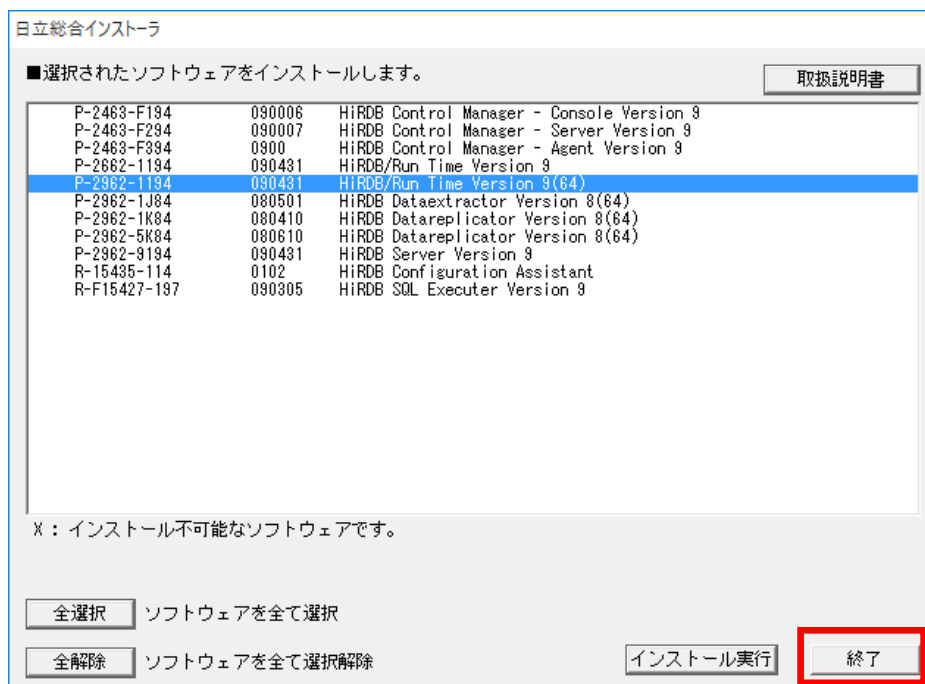 日立総合インストーラ
■選択されたソフトウェアをインストールします。
取扱説明書
P-2463-F194 090006 HiRDB Control Manager - Console Version 9
P-2463-F294 090007 HiRDB Control Manager - Server Version 9
P-2463-F394 0900 HiRDB Control Manager - Agent Version 9
P-2662-1194 090431 HiRDB/Run Time Version 9
P-2962-1194 090431 HiRDB/Run Time Version 9(64)
P-2962-1J84 080501 HiRDB Dataextractor Version 8(64)
P-2962-1K84 080410 HiRDB Datareplicator Version 8(64)
P-2962-5K84 080610 HiRDB Datareplicator Version 8(64)
P-2962-9194 090431 HiRDB Server Version 9
R-15435-114 0102 HiRDB Configuration Assistant
R-F15427-197 090305 HiRDB SQL Executer Version 9
X : インストール不可能なソフトウェアです。
全選択 ソフトウェアを全て選択
全解除 ソフトウェアを全て選択解除
インストール実行 終了